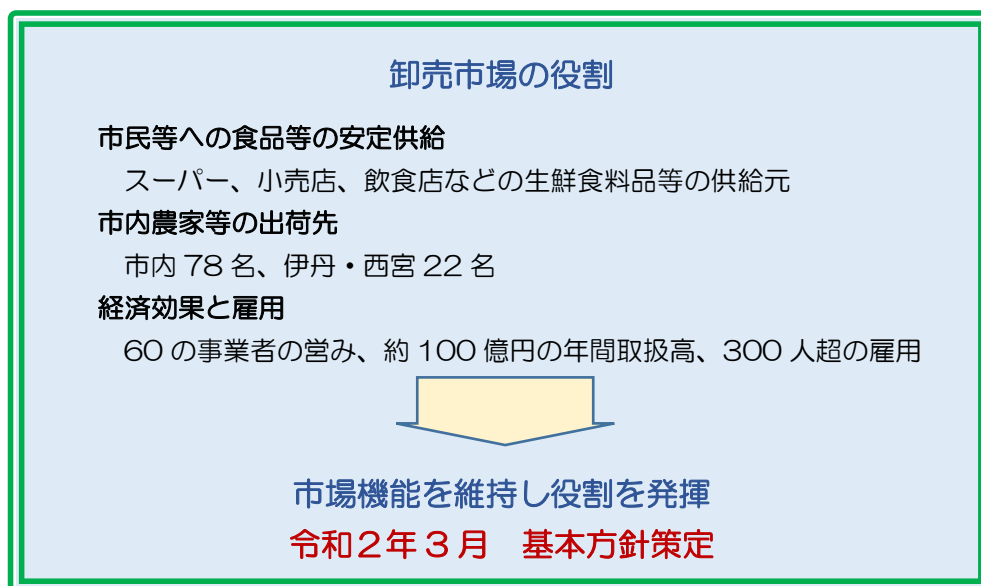 卸売市場の役割
市民等への食品等の安定供給
スーパー、小売店、飲食店などの生鮮食料品等の供給元
市内農家等の出荷先
市内 78 名、伊丹・西宮 22 名
経済効果と雇用
60 の事業者の営み、約 100 億円の年間取扱高、300 人超の雇用
市場機能を維持し役割を発揮
令和２年３月　基本方針策定